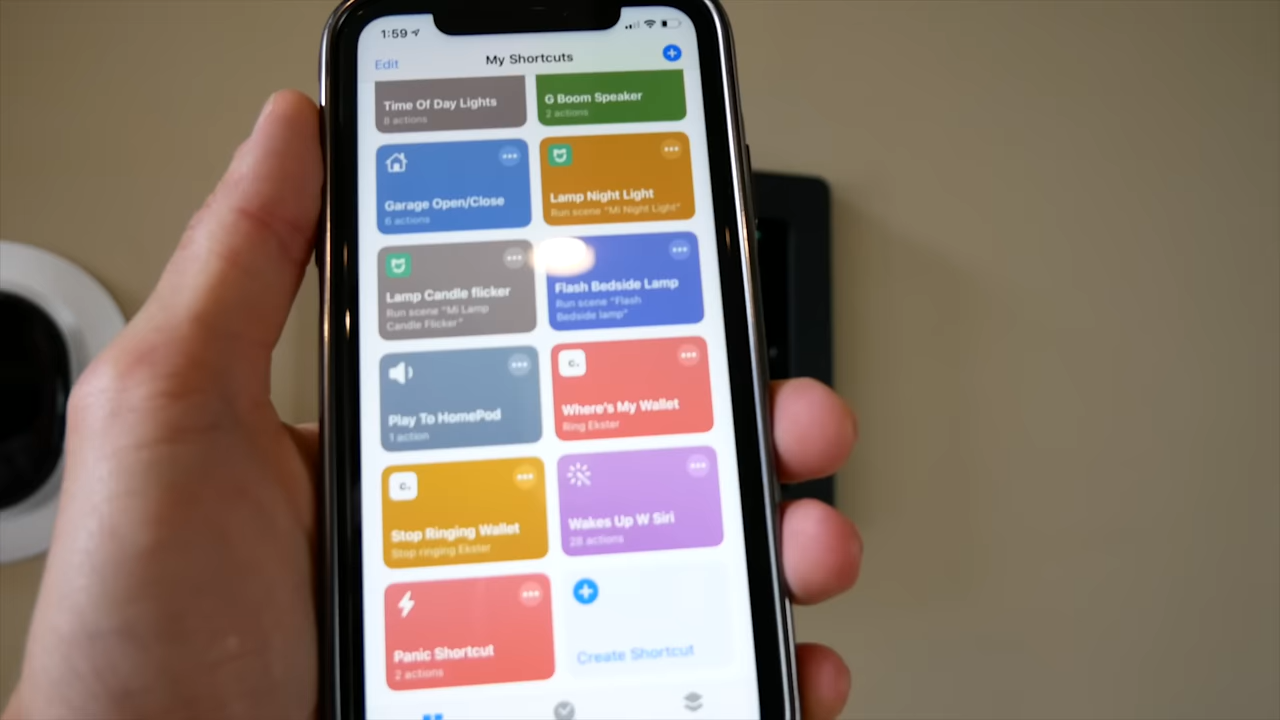 1:59
Edit
My Shortcuts
Time Of Day Lights
8 actions
G Boom Speaker
2 actions
Garage Open/Close
6 actions
Lamp Night Light
Run scene "Mi Night Light"
Lamp Candle flicker
Run scene "Mi Lamp
Candle Flicker"
Flash Bedside Lamp
Run scene "Flash
Bedside lamp"
Play To HomePod
1 action
c.
Where's My Wallet
Ring Ekster
c.
Stop Ringing Wallet
Stop ringing Ekster
Wakes Up W Siri
28 actions
Panic Shortcut
2 actions
Create Shortcut